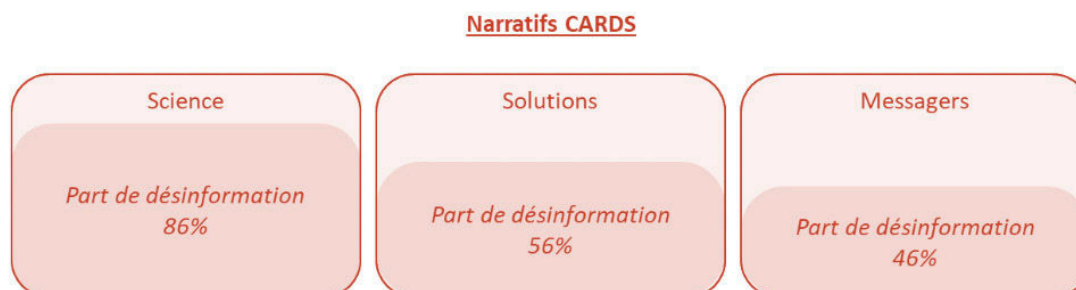 Narratifs CARDS
Science
Part de désinformation
86%
Solutions
Part de désinformation
56%
Messagers
Part de désinformation
46%